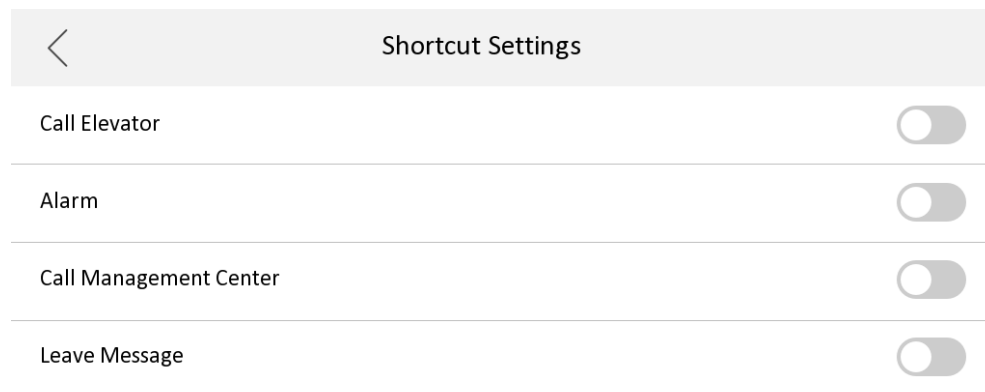 Shortcut Settings
Call Elevator
Alarm
Call Management Center
Leave Message